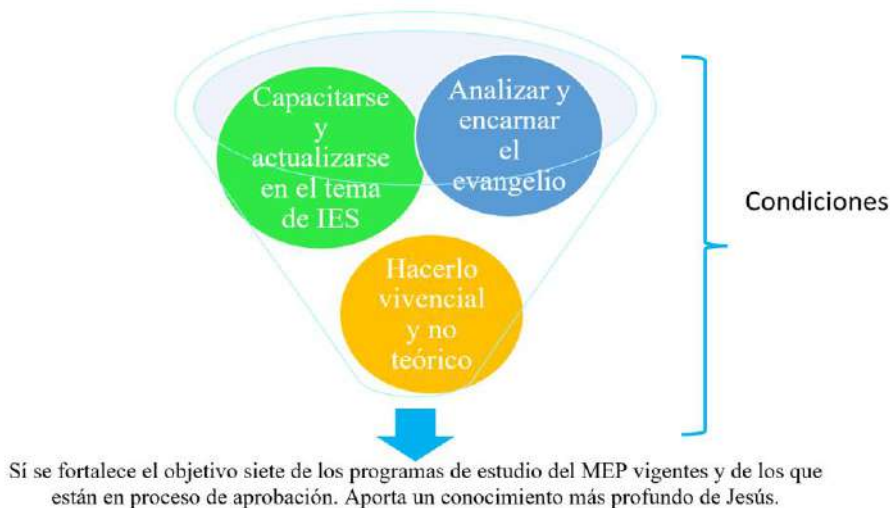 Capacitarse
y
actualizarse
en el tema
de IES
Analizar y
encarnar
el
evangelio
Hacerlo
vivencial
y no
teórico
Condiciones
Sí se fortalece el objetivo siete de los programas de estudio del MEP vigentes y de los que
están en proceso de aprobación. Aporta un conocimiento más profundo de Jesús.